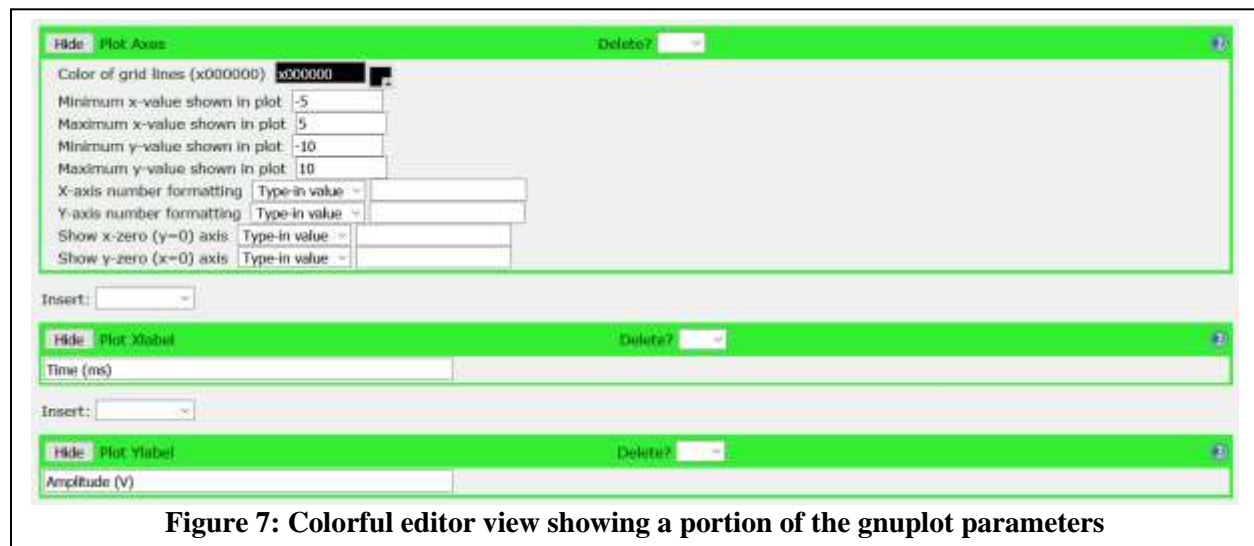 Hide Plot Axes Delete?
Color of grid lines (x000000) x000000
Minimum x-value shown in plot -5
Maximum x-value shown in plot 5
Minimum y-value shown in plot -10
Maximum y-value shown in plot 10
X-axis number formatting Type-in value
Y-axis number formatting Type-in value
Show x-zero (y=0) axis Type-in value
Show y-zero (x=0) axis Type-in value
Insert:
Hide Plot Xlabel Delete?
Time (ms)
Insert:
Hide Plot Ylabel Delete?
Amplitude (V)
Figure 7: Colorful editor view showing a portion of the gnuplot parameters